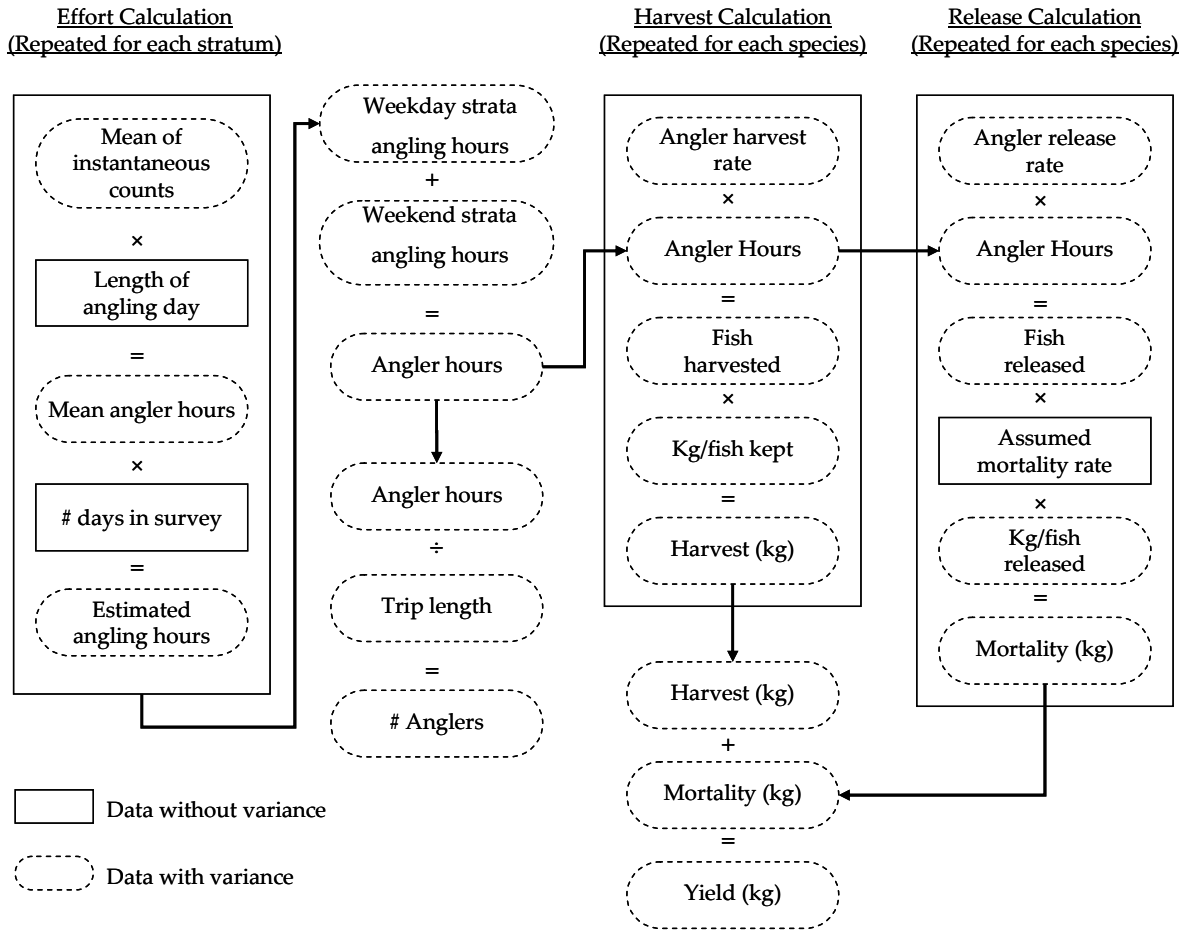 Effort Calculation
(Repeated for each stratum)
Mean of
instantaneous
counts
×
Length of
angling day
=
Mean angler hours
×
# days in survey
=
Estimated
angling hours
Weekday strata
angling hours
+
Weekend strata
angling hours
=
Angler hours
Angler hours
÷
Trip length
=
# Anglers
Harvest Calculation
(Repeated for each species)
Angler harvest
rate
×
Angler Hours
=
Fish
harvested
×
Kg/fish kept
=
Harvest (kg)
Harvest (kg)
+
Mortality (kg)
=
Yield (kg)
Release Calculation
(Repeated for each species)
Angler release
rate
×
Angler Hours
=
Fish
released
×
Assumed
mortality rate
×
Kg/fish
released
=
Mortality (kg)
Data without variance
Data with variance